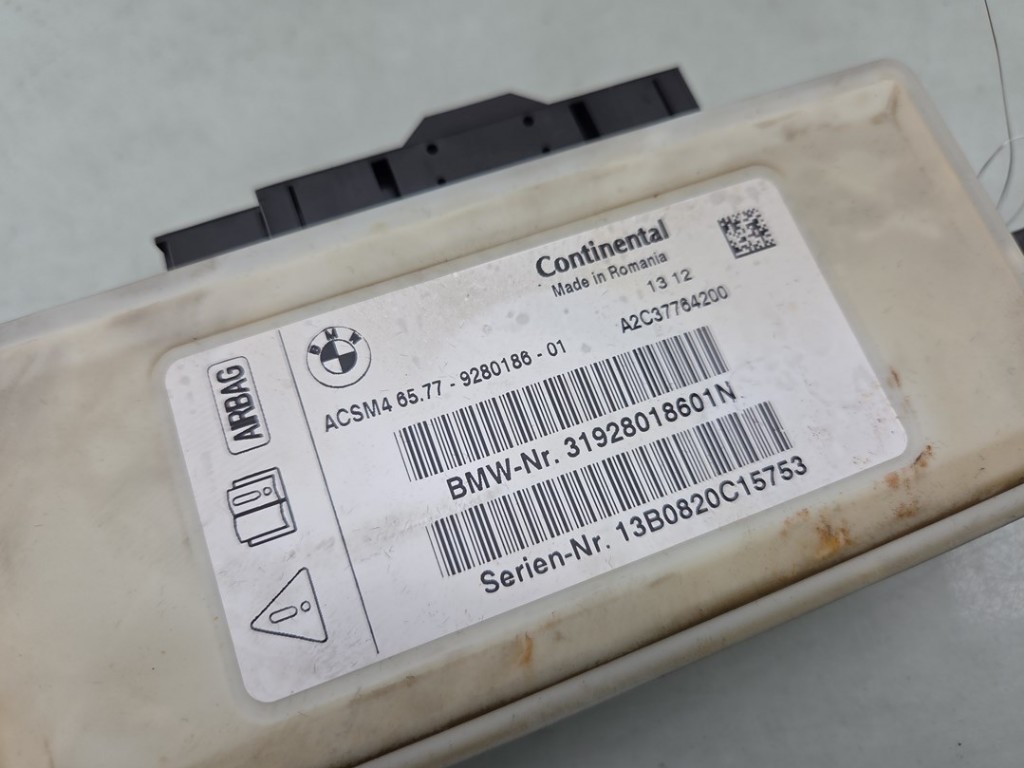 Continental
Made in Romania
13 12
A2C37764200
AIRBAG
BMW
ACSM4 65.77 - 9280186 - 01
BMW-Nr. 31928018601N
Serien-Nr. 13B0820C15753